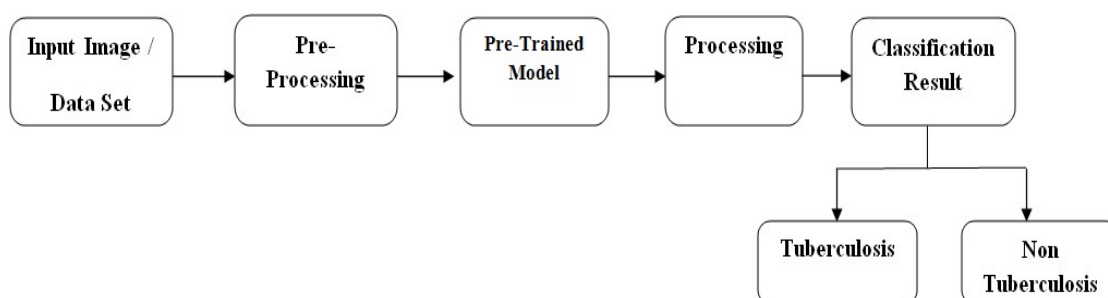 Input Image /
Data Set
Pre-
Processing
Pre-Trained
Model
Processing
Classification
Result
Tuberculosis
Non
Tuberculosis